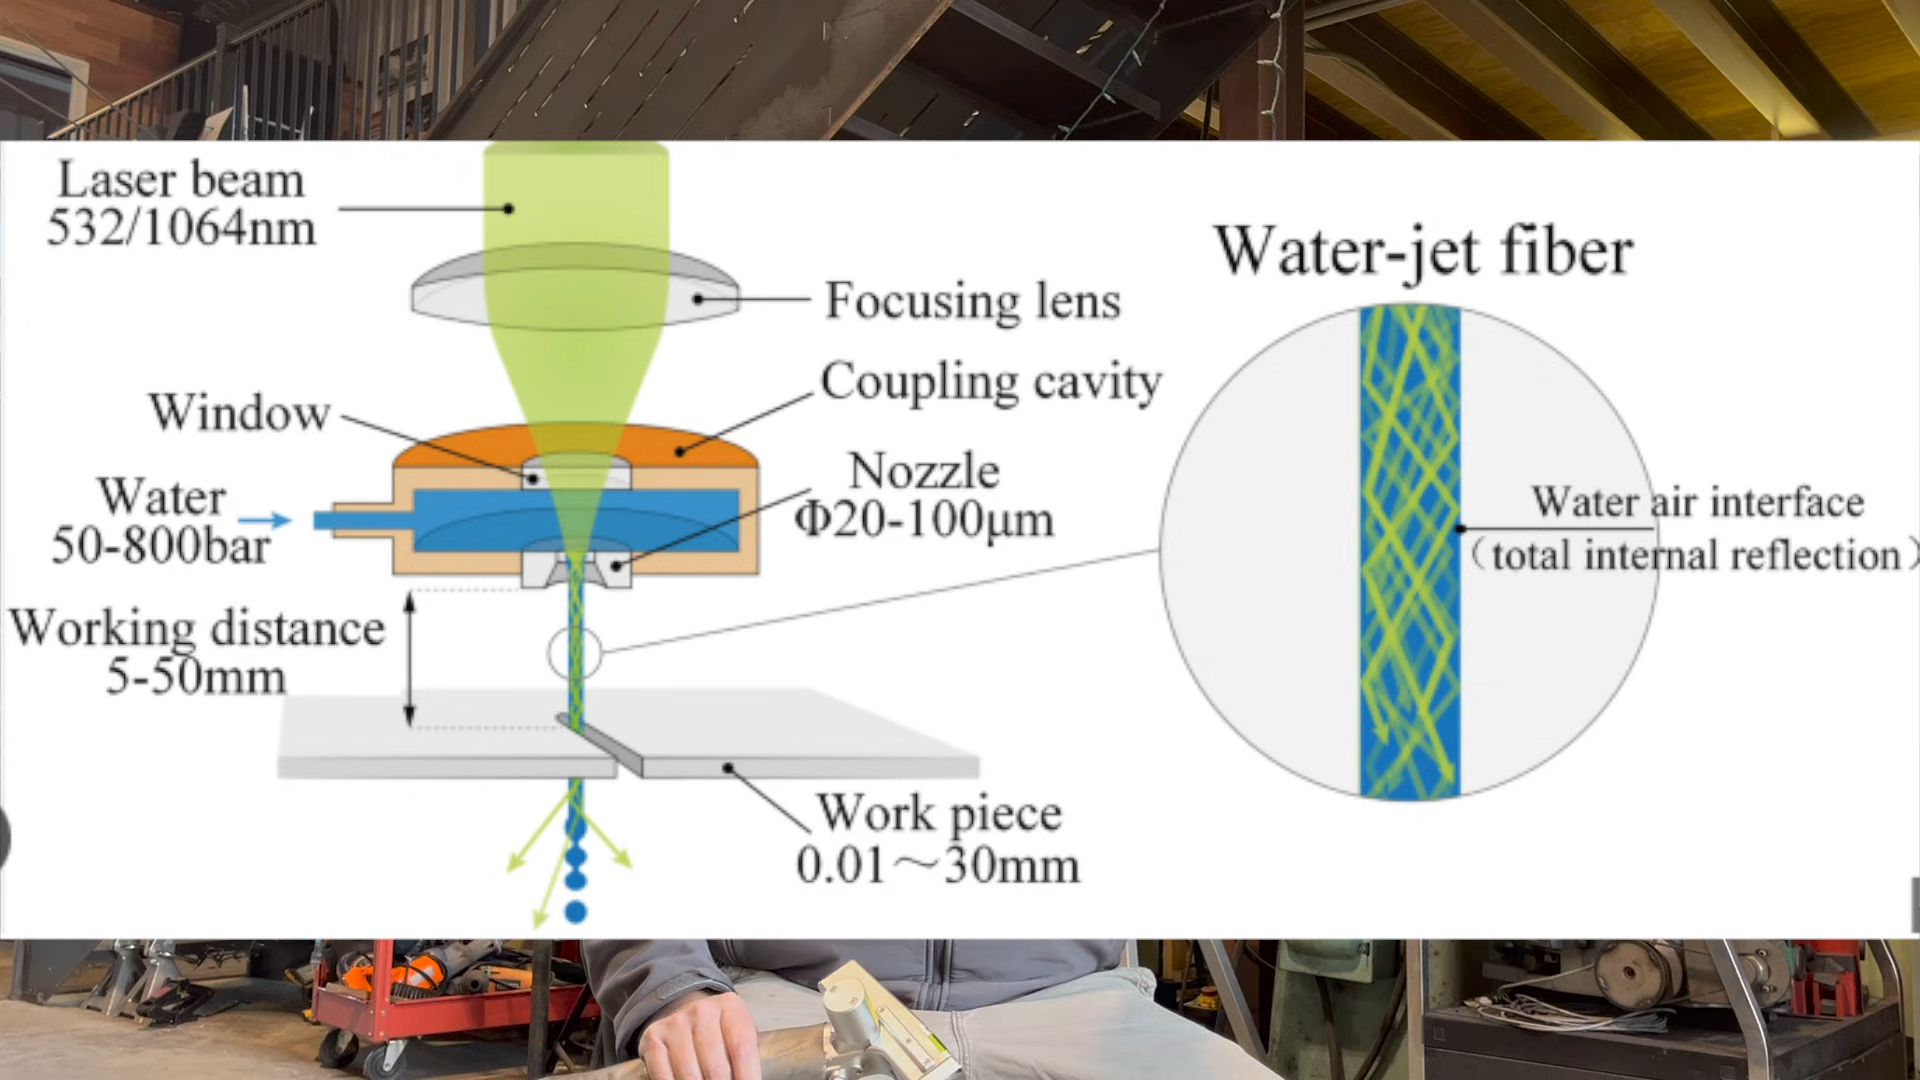 Laser beam
532/1064nm
Focusing lens
Coupling cavity
Window
Nozzle
Φ20-100μm
Water
50-800bar
Working distance
5-50mm
Work piece
0.01～30mm
Water-jet fiber
Water air interface
（total internal reflection）